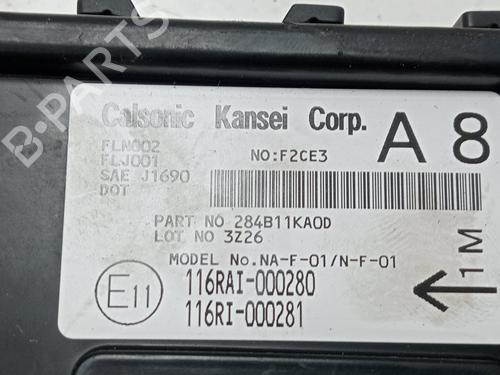 B-PARTS
Calsonic Kansei Corp.
A 8
FLN002
FLJ001
SAE J1690
DOT
NO:F2CE3
PART NO 284B11KA0D
LOT NO 3Z26
MODEL No.NA-F-01/N-F-01
E11
116RAI-000280
116RI-000281
1M